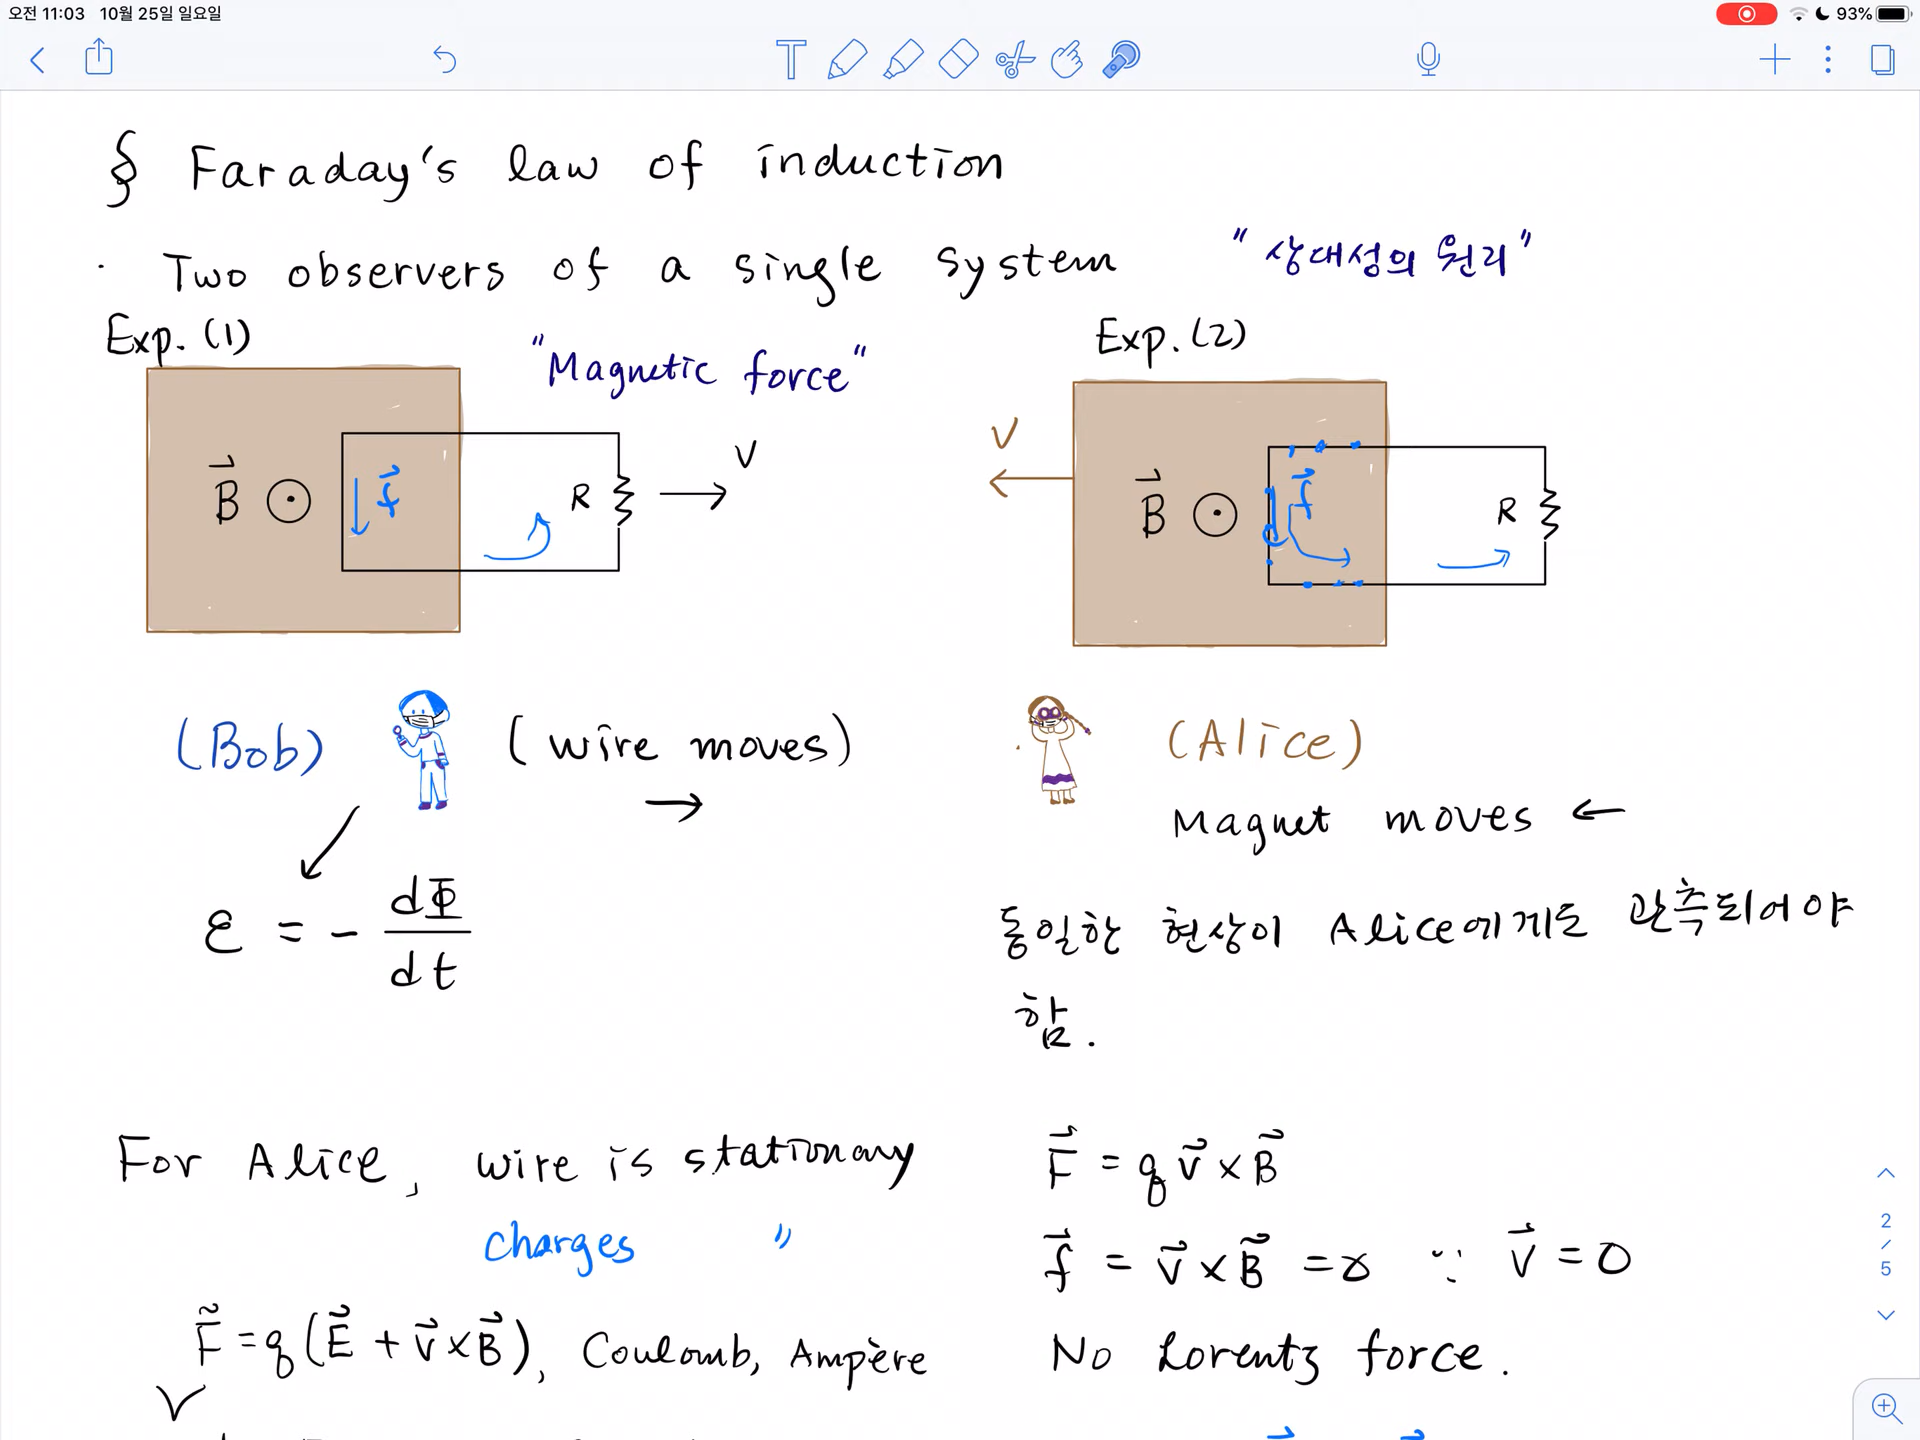 오전 11:03 10월 25일 일요일
93%
§ Faraday's law of induction
· Two observers of a single system "상대성의 원리"
Exp. (1)
"Magnetic force"
B⃗ ⊙ f⃗ R V
Exp. (2)
V B⃗ ⊙ f⃗ R
(Bob) (wire moves)
→
ε = - dΦ/dt
(Alice)
Magnet moves ←
동일한 현상이 Alice에게도 관측되어야
함.
For Alice, wire is stationary
charges "
F⃗ = q(E⃗ + v⃗ × B⃗), Coulomb, Ampère
F⃗ = q v⃗ × B⃗
f⃗ = v⃗ × B⃗ = 0 ∵ v⃗ = 0
No Lorentz force.
2
/
5